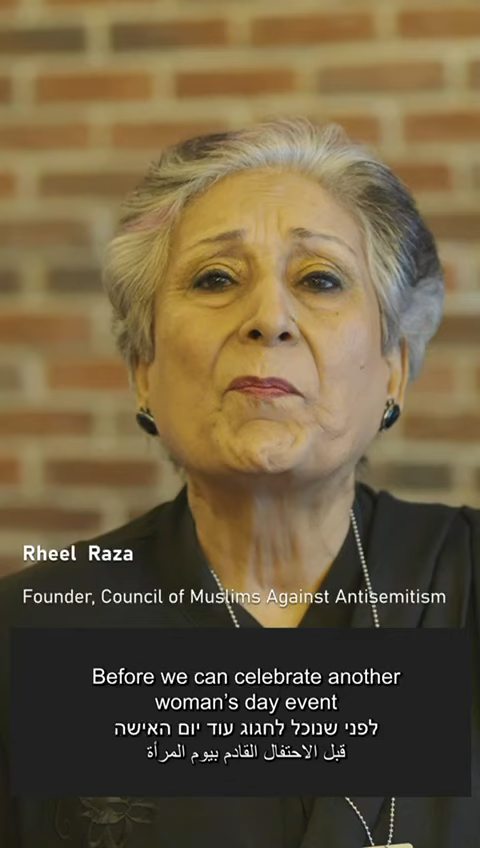 Rheel Raza
Founder, Council of Muslims Against Antisemitism
Before we can celebrate another
woman's day event
לפני שנוכל לחגוג עוד יום האישה
قبل الاحتفال القادم بيوم المرأة